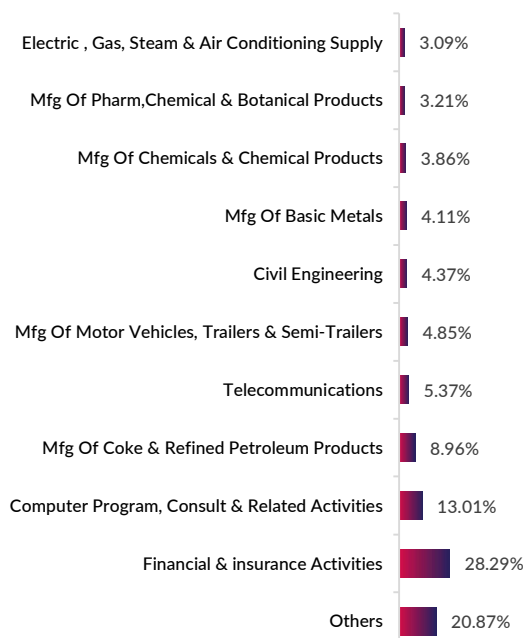 Electric , Gas, Steam & Air Conditioning Supply 3.09%
Mfg Of Pharm,Chemical & Botanical Products 3.21%
Mfg Of Chemicals & Chemical Products 3.86%
Mfg Of Basic Metals 4.11%
Civil Engineering 4.37%
Mfg Of Motor Vehicles, Trailers & Semi-Trailers 4.85%
Telecommunications 5.37%
Mfg Of Coke & Refined Petroleum Products 8.96%
Computer Program, Consult & Related Activities 13.01%
Financial & insurance Activities 28.29%
Others 20.87%